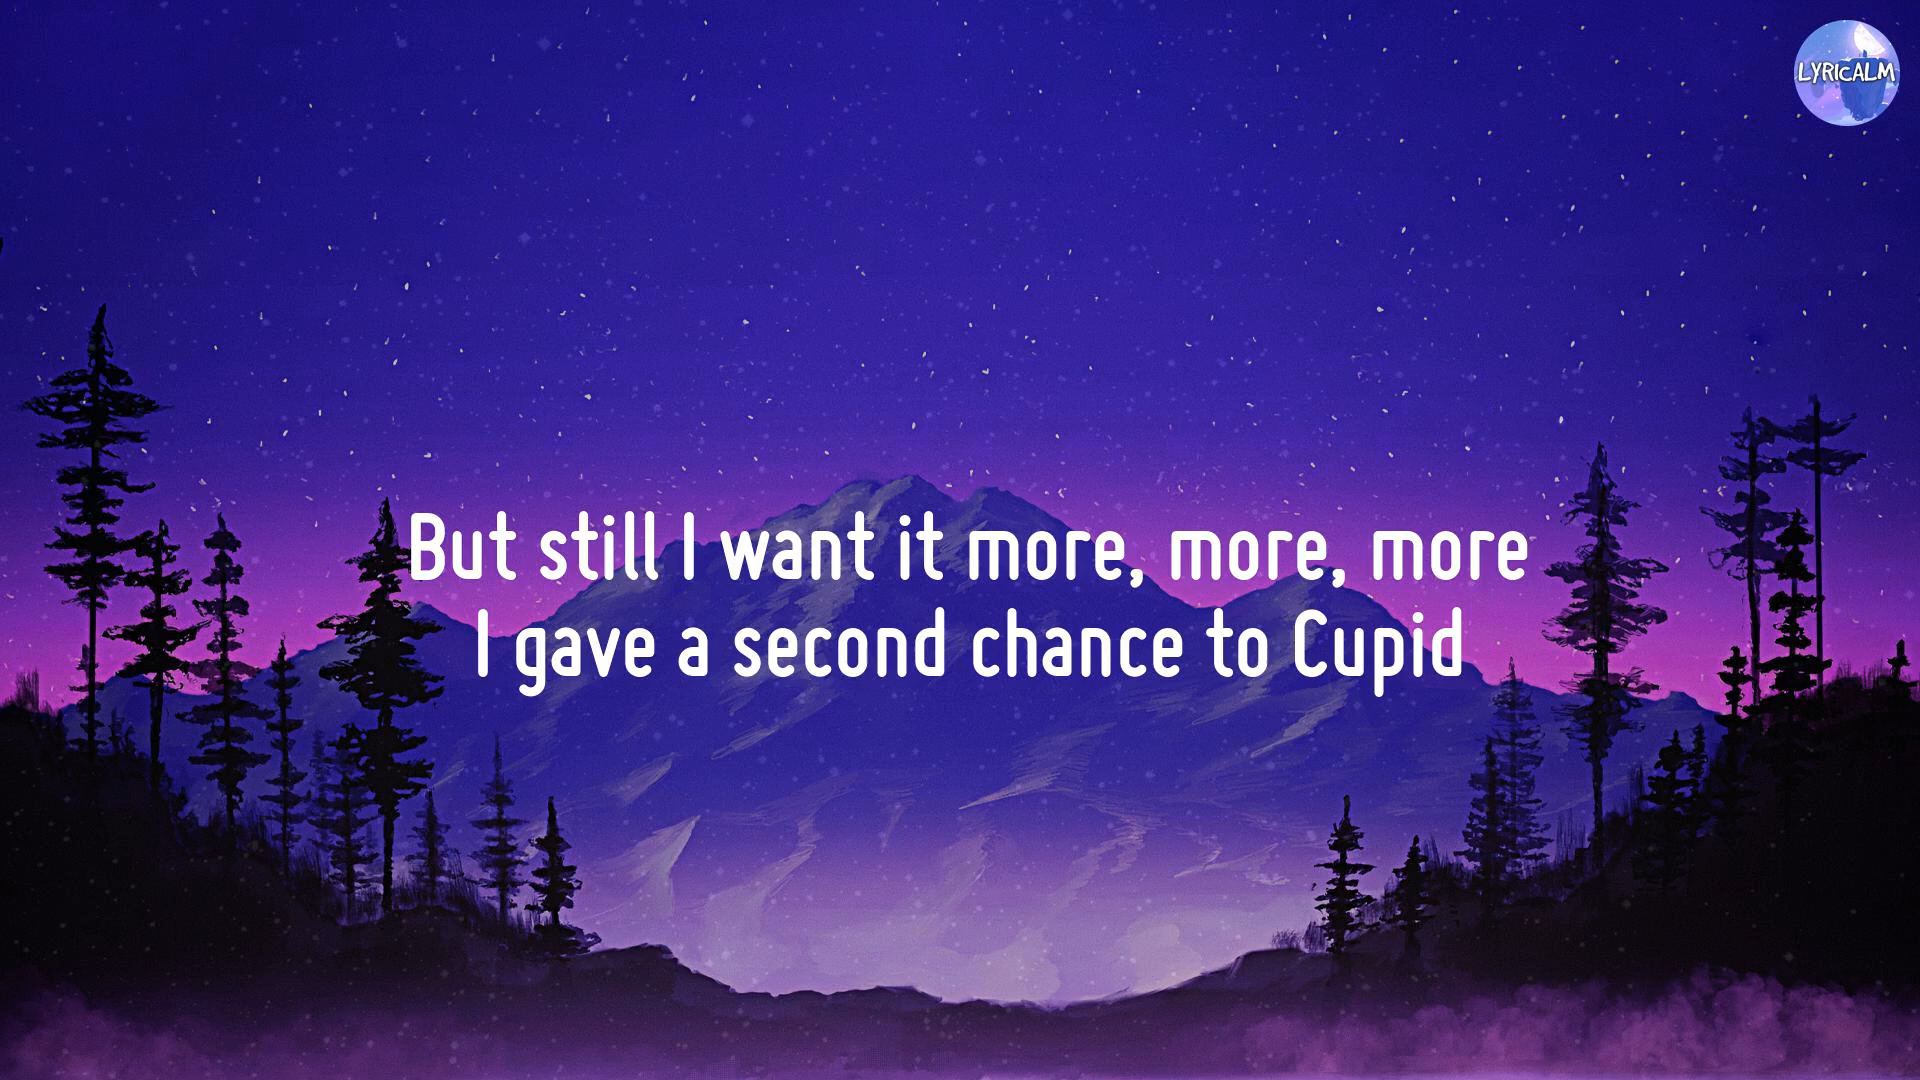 LYRICALM
But still I want it more, more, more
I gave a second chance to Cupid